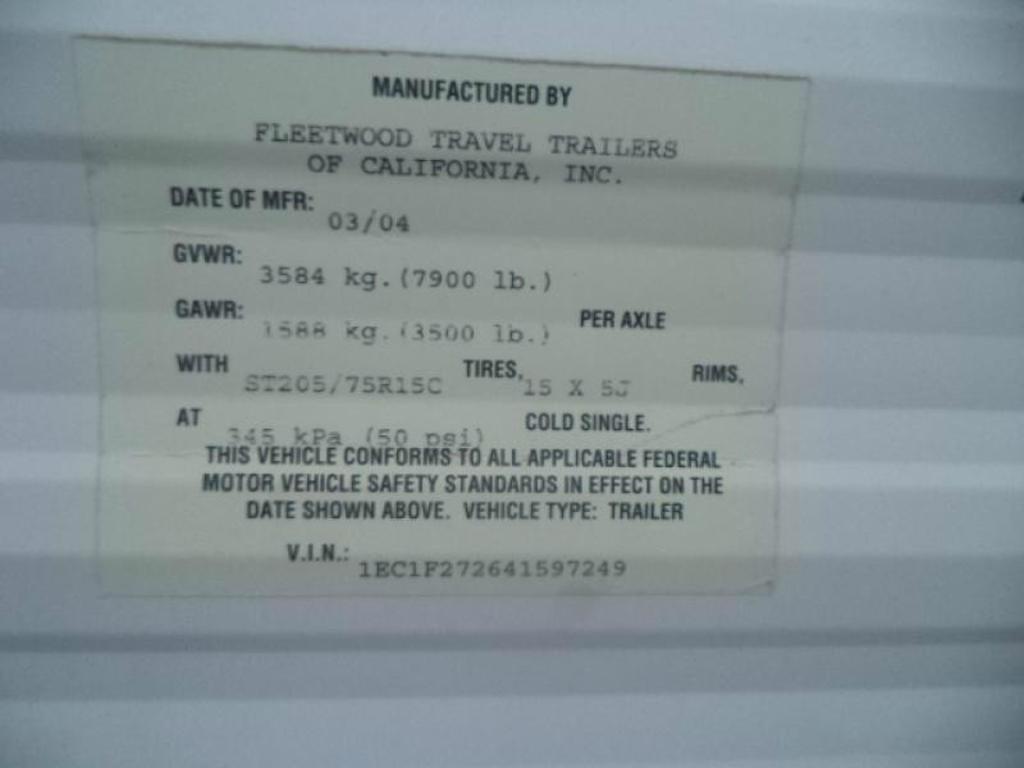 MANUFACTURED BY
FLEETWOOD TRAVEL TRAILERS
OF CALIFORNIA, INC.
DATE OF MFR: 03/04
GVWR: 3584 kg.(7900 lb.)
GAWR: 1588 kg.(3500 lb.) PER AXLE
WITH ST205/75R15C TIRES, 15 X 5J RIMS,
AT 345 kPa (50 psi) COLD SINGLE.
THIS VEHICLE CONFORMS TO ALL APPLICABLE FEDERAL
MOTOR VEHICLE SAFETY STANDARDS IN EFFECT ON THE
DATE SHOWN ABOVE. VEHICLE TYPE: TRAILER
V.I.N.: 1EC1F272641597249